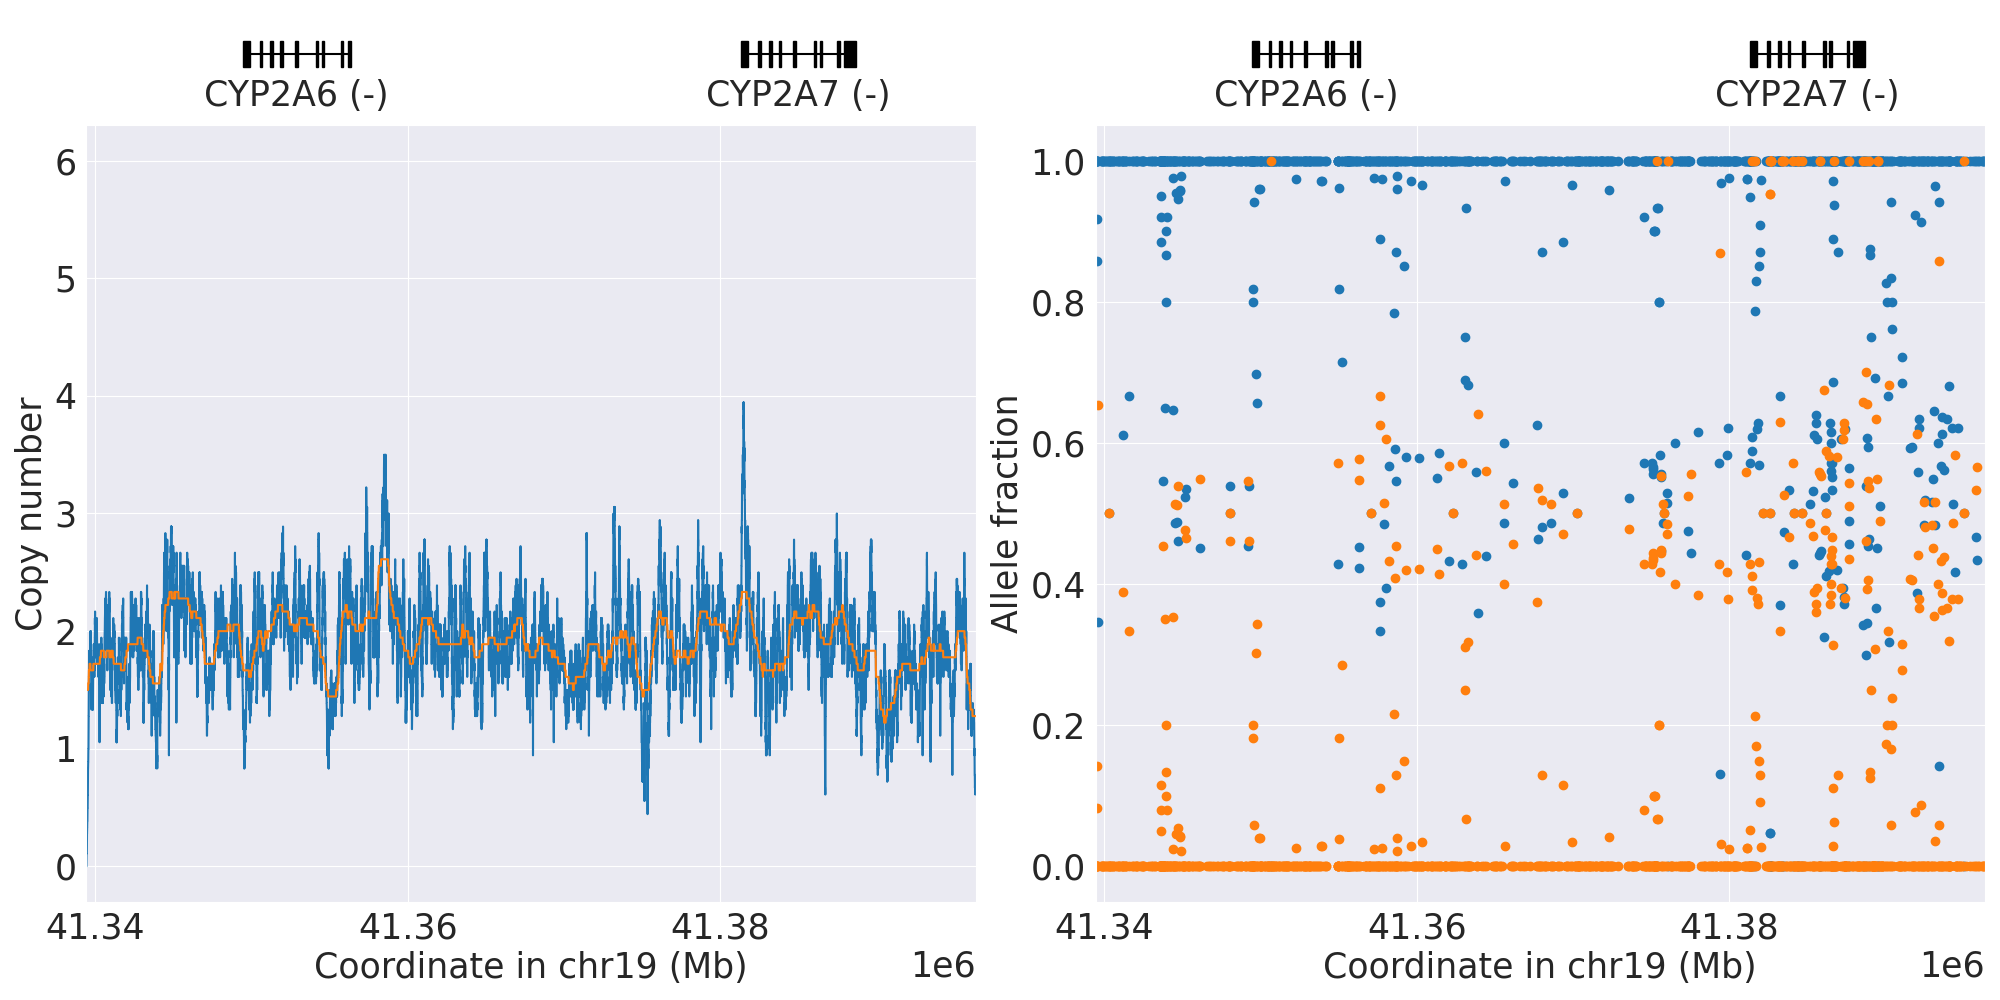 CYP2A6 (-) CYP2A7 (-)
6
5
4
3
2
1
0
Copy number
41.34 41.36 41.38
Coordinate in chr19 (Mb) 1e6
CYP2A6 (-) CYP2A7 (-)
1.0
0.8
0.6
0.4
0.2
0.0
Allele fraction
41.34 41.36 41.38
Coordinate in chr19 (Mb) 1e6